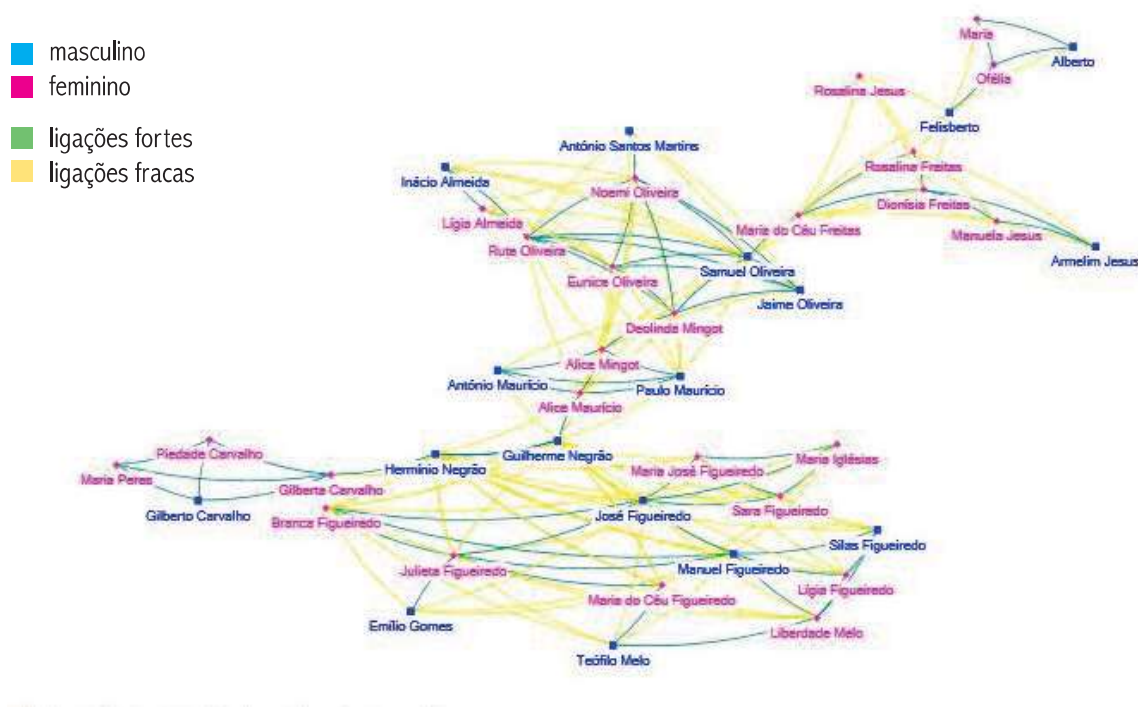 masculino
feminino
ligações fortes
ligações fracas
Maria
Alberto
Ofélia
Rosalina Jesus
Felisberto
António Santos Martins
Rosalina Freitas
Inácio Almeida
Noemi Oliveira
Dionísia Freitas
Lígia Almeida
Maria do Céu Freitas
Manuela Jesus
Rute Oliveira
Armelim Jesus
Samuel Oliveira
Eunice Oliveira
Jaime Oliveira
Deolinda Mingot
Alice Mingot
António Maurício
Paulo Maurício
Alice Maurício
Piedade Carvalho
Guilherme Negrão
Maria Iglésias
Hermínio Negrão
Maria José Figueiredo
Maria Peres
Gilberta Carvalho
Gilberto Carvalho
José Figueiredo
Sara Figueiredo
Branca Figueiredo
Silas Figueiredo
Julieta Figueiredo
Manuel Figueiredo
Lígia Figueiredo
Maria do Céu Figueiredo
Emílio Gomes
Liberdade Melo
Teófilo Melo